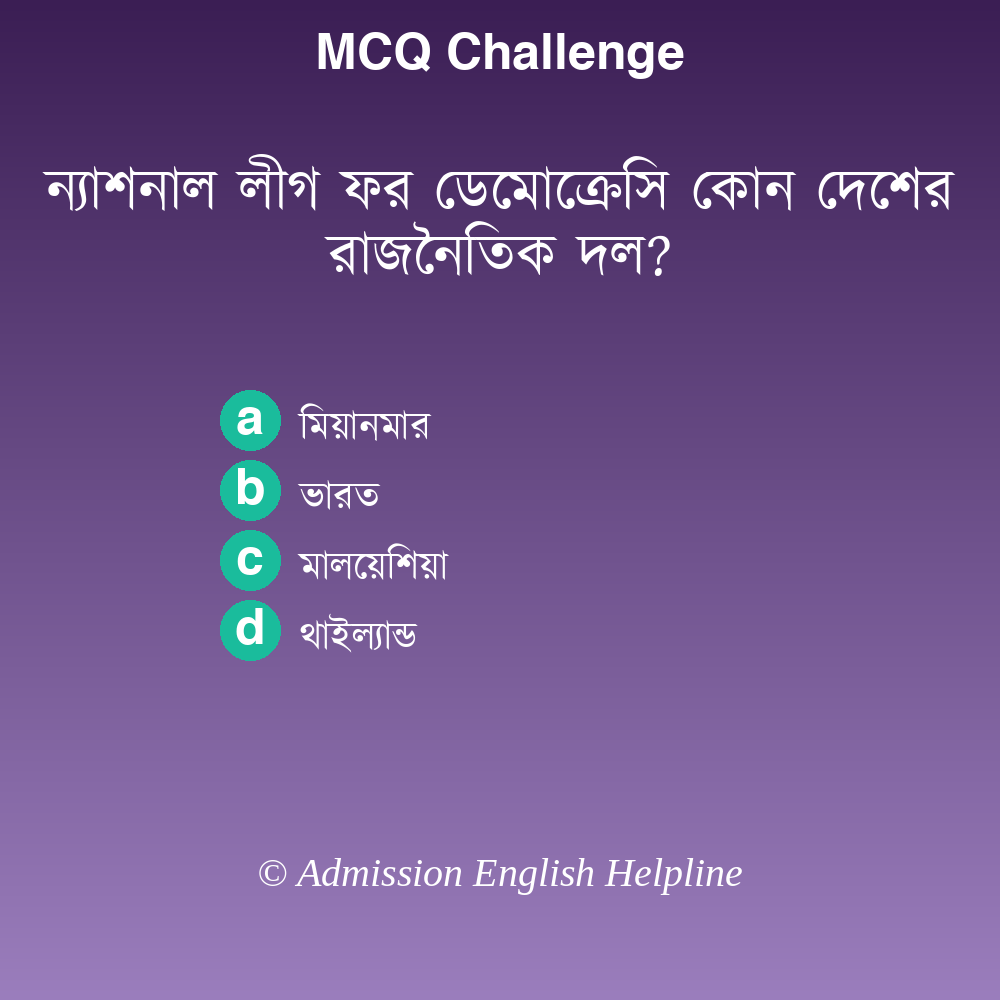 MCQ Challenge
ন্যাশনাল লীগ ফর ডেমোক্রেসি কোন দেশের
রাজনৈতিক দল?
a মিয়ানমার
b ভারত
c মালয়েশিয়া
d থাইল্যান্ড
© Admission English Helpline